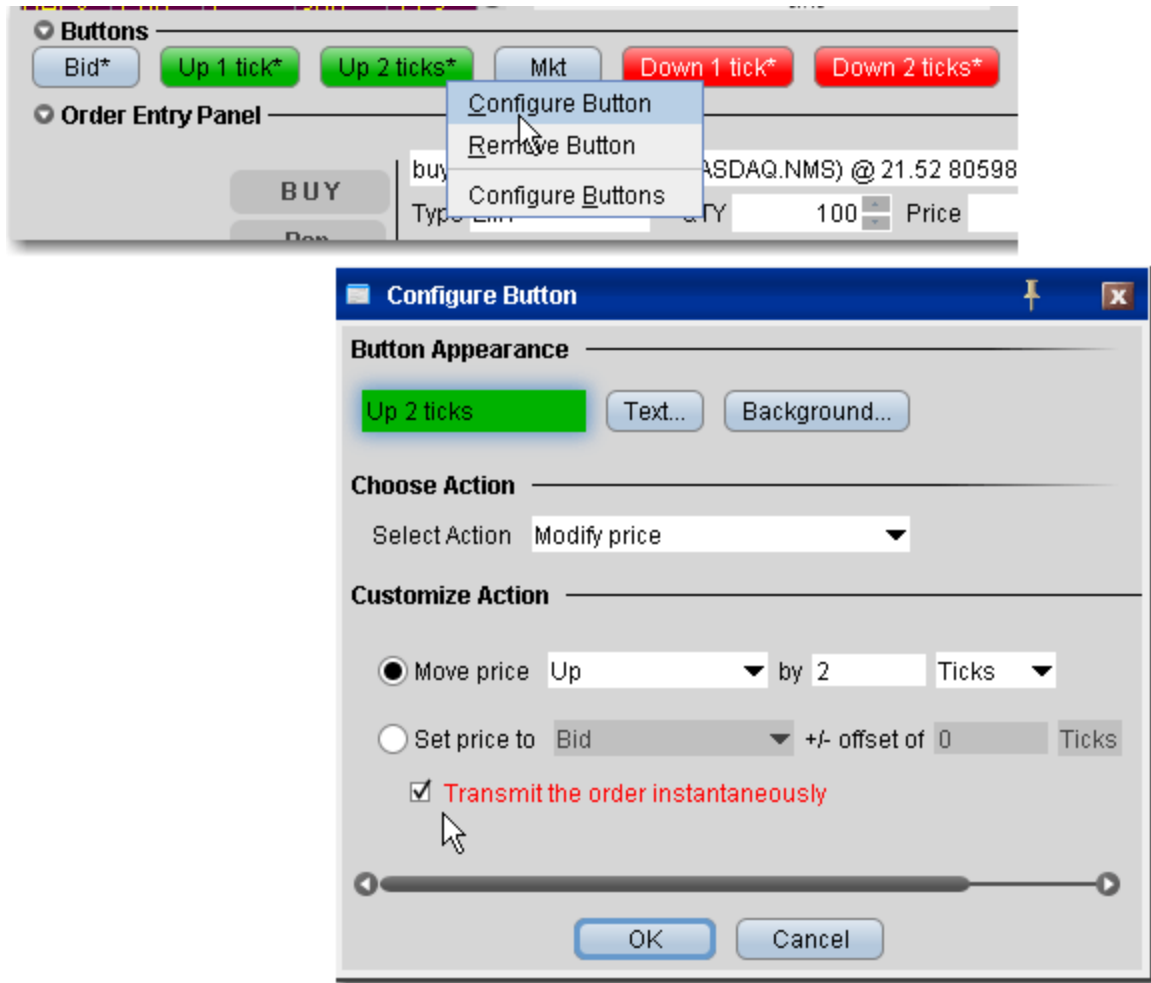 Buttons
Bid* Up 1 tick* Up 2 ticks* Mkt Down 1 tick* Down 2 ticks*
Configure Button
Order Entry Panel
Remove Button
buy ASDAQ.NMS) @ 21.52 80598
BUY
Configure Buttons
Type LMT QTY 100 Price
Configure Button
Button Appearance
Up 2 ticks Text... Background...
Choose Action
Select Action Modify price
Customize Action
Move price Up by 2 Ticks
Set price to Bid +/- offset of 0 Ticks
Transmit the order instantaneously
OK Cancel